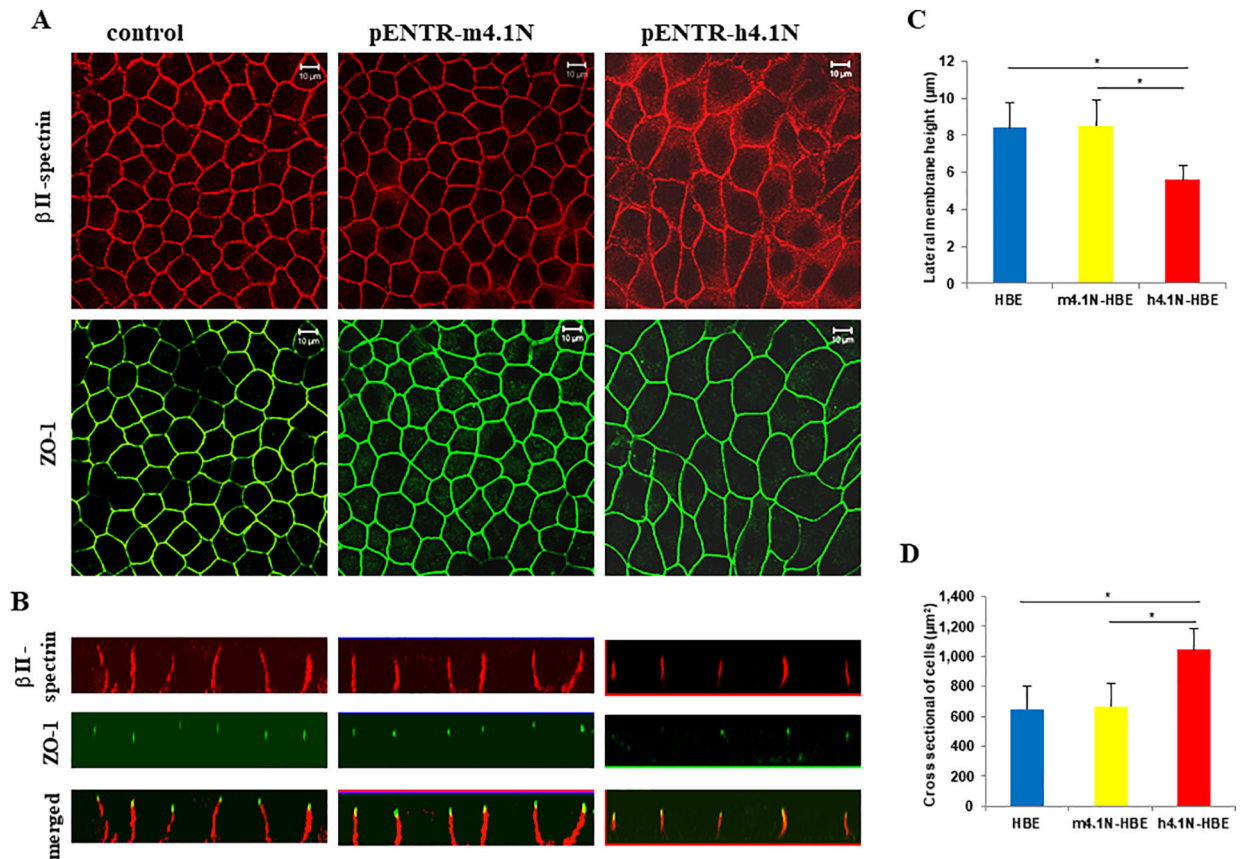 A
control
pENTR-m4.1N
pENTR-h4.1N
βII-spectrin
10 µm
10 µm
10 µm
ZO-1
10 µm
10 µm
10 µm
B
βII-
spectrin
ZO-1
merged
C
Lateral membrane height (µm)
12
10
8
6
4
2
0
*
*
HBE
m4.1N-HBE
h4.1N-HBE
D
Cross sectional of cells (µm²)
1,400
1,200
1,000
800
600
400
200
0
*
*
HBE
m4.1N-HBE
h4.1N-HBE